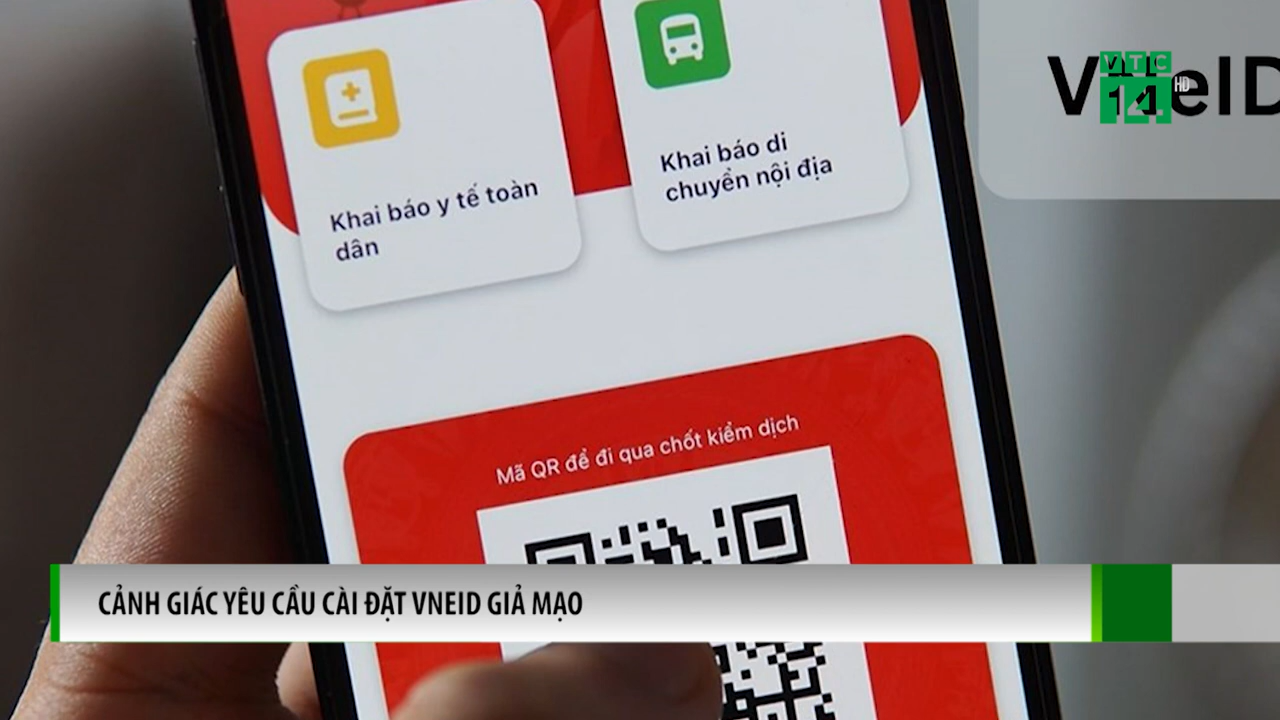 VneID
VTC
14
HD
Khai báo y tế toàn
dân
Khai báo di
chuyển nội địa
Mã QR để đi qua chốt kiểm dịch
CẢNH GIÁC YÊU CẦU CÀI ĐẶT VNEID GIẢ MẠO